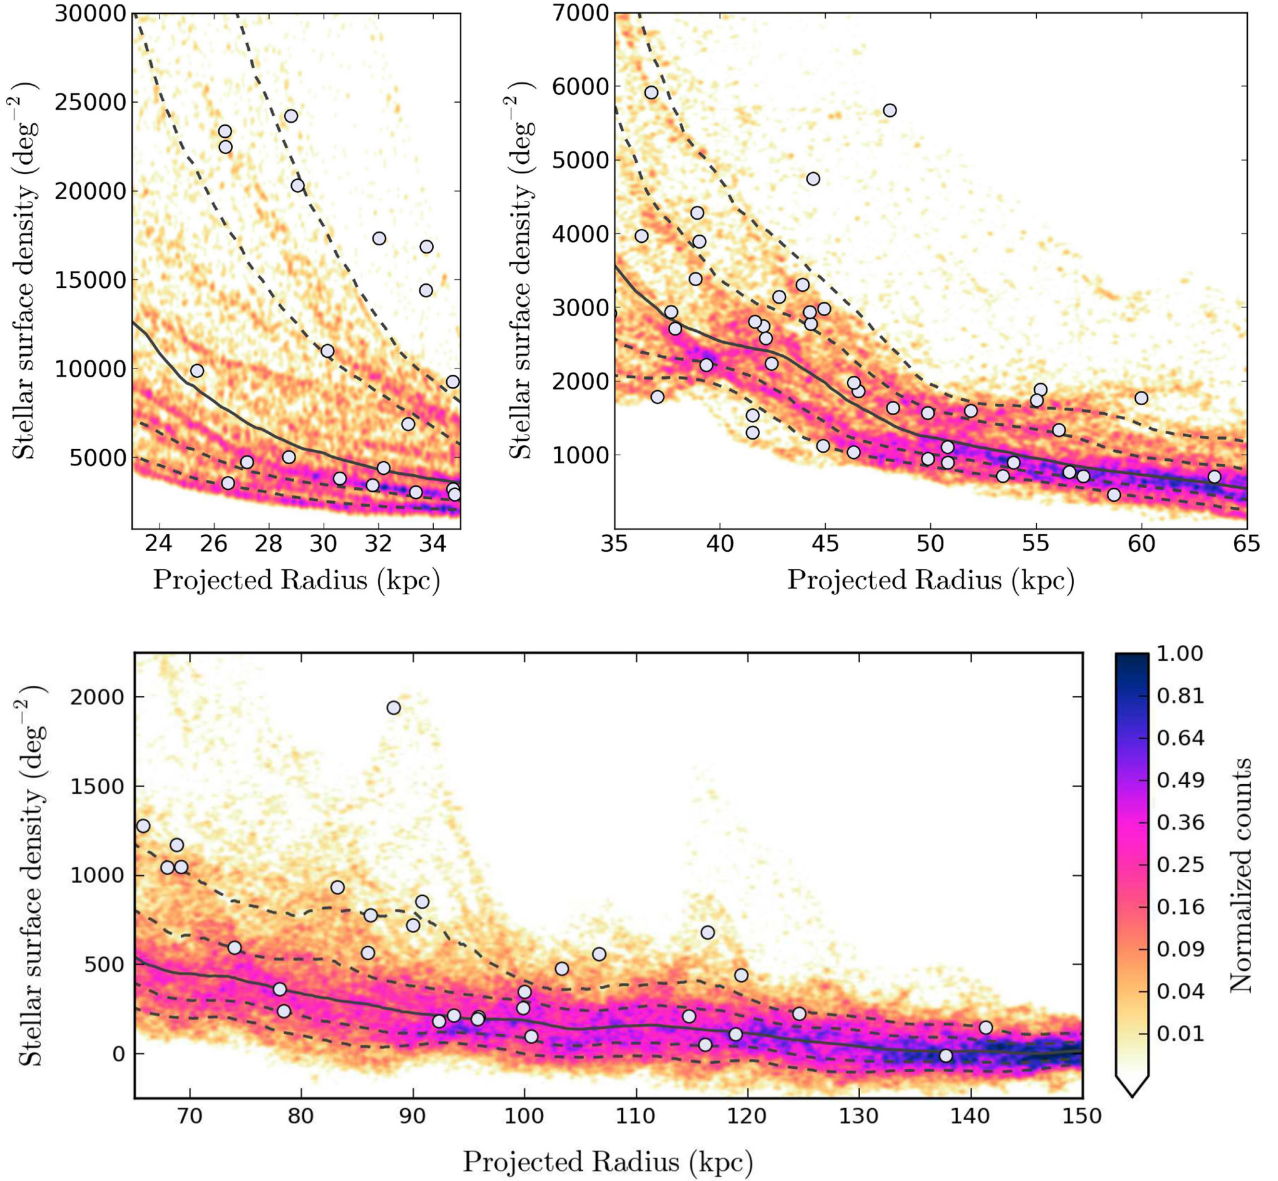 30000
25000
20000
15000
10000
5000
24 26 28 30 32 34
Projected Radius (kpc)
Stellar surface density (deg⁻²)
7000
6000
5000
4000
3000
2000
1000
35 40 45 50 55 60 65
Projected Radius (kpc)
Stellar surface density (deg⁻²)
2000
1500
1000
500
0
70 80 90 100 110 120 130 140 150
Projected Radius (kpc)
Stellar surface density (deg⁻²)
1.00
0.81
0.64
0.49
0.36
0.25
0.16
0.09
0.04
0.01
Normalized counts